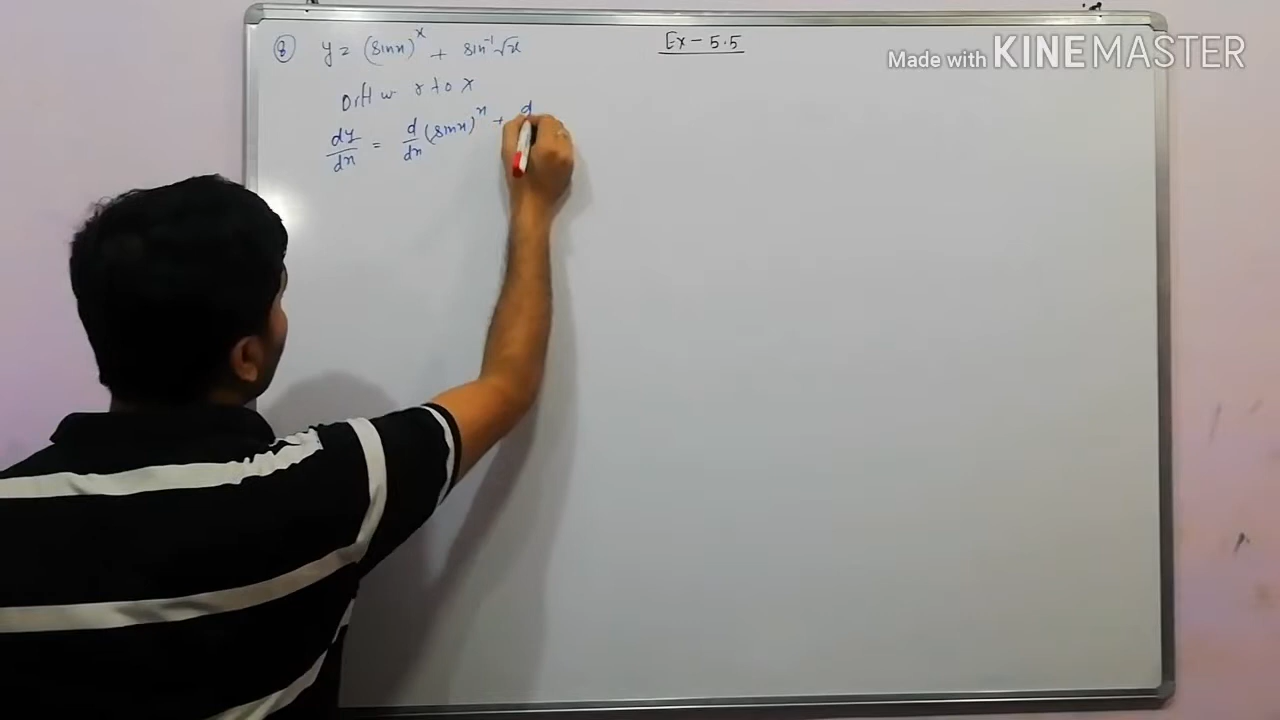 Ex - 5.5
Made with KINEMASTER
⑧ y = (sinx)^x + sin⁻¹√x
Diff w r to x
dy/dx = d/dx (sinx)^x + d